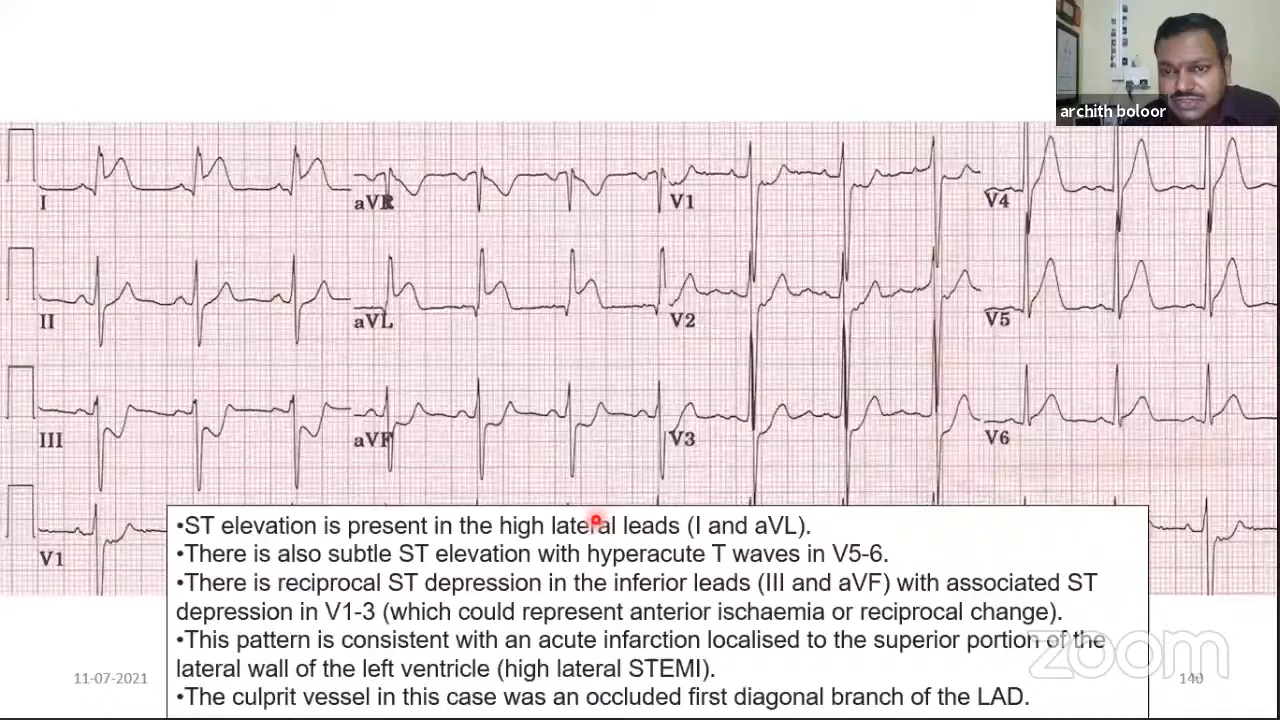 archith boloor
I
aVR
V1
V4
II
aVL
V2
V5
III
aVF
V3
V6
V1
•ST elevation is present in the high lateral leads (I and aVL).
•There is also subtle ST elevation with hyperacute T waves in V5-6.
•There is reciprocal ST depression in the inferior leads (III and aVF) with associated ST
depression in V1-3 (which could represent anterior ischaemia or reciprocal change).
•This pattern is consistent with an acute infarction localised to the superior portion of the
lateral wall of the left ventricle (high lateral STEMI).
•The culprit vessel in this case was an occluded first diagonal branch of the LAD.
11-07-2021
zoom
140